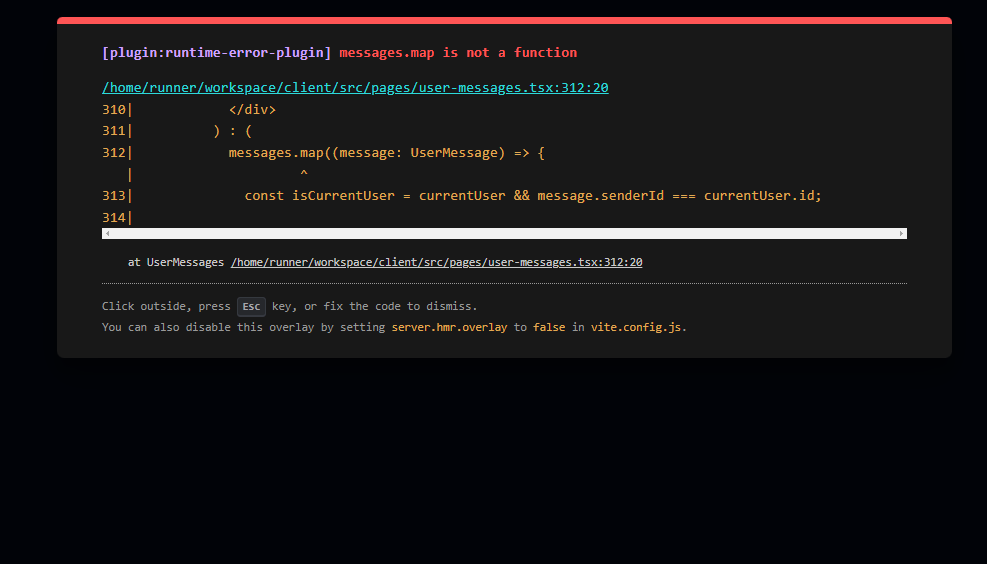 [plugin:runtime-error-plugin] messages.map is not a function
/home/runner/workspace/client/src/pages/user-messages.tsx:312:20
310|            </div>
311|          ) : (
312|            messages.map((message: UserMessage) => {
   |                     ^
313|              const isCurrentUser = currentUser && message.senderId === currentUser.id;
314|
at UserMessages /home/runner/workspace/client/src/pages/user-messages.tsx:312:20
Click outside, press Esc key, or fix the code to dismiss.
You can also disable this overlay by setting server.hmr.overlay to false in vite.config.js.